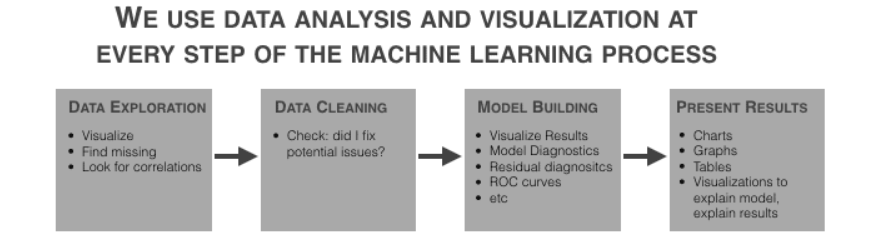 WE USE DATA ANALYSIS AND VISUALIZATION AT
EVERY STEP OF THE MACHINE LEARNING PROCESS
DATA EXPLORATION
• Visualize
• Find missing
• Look for correlations
DATA CLEANING
• Check: did I fix
potential issues?
MODEL BUILDING
• Visualize Results
• Model Diagnostics
• Residual diagnositcs
• ROC curves
• etc
PRESENT RESULTS
• Charts
• Graphs
• Tables
• Visualizations to
explain model,
explain results